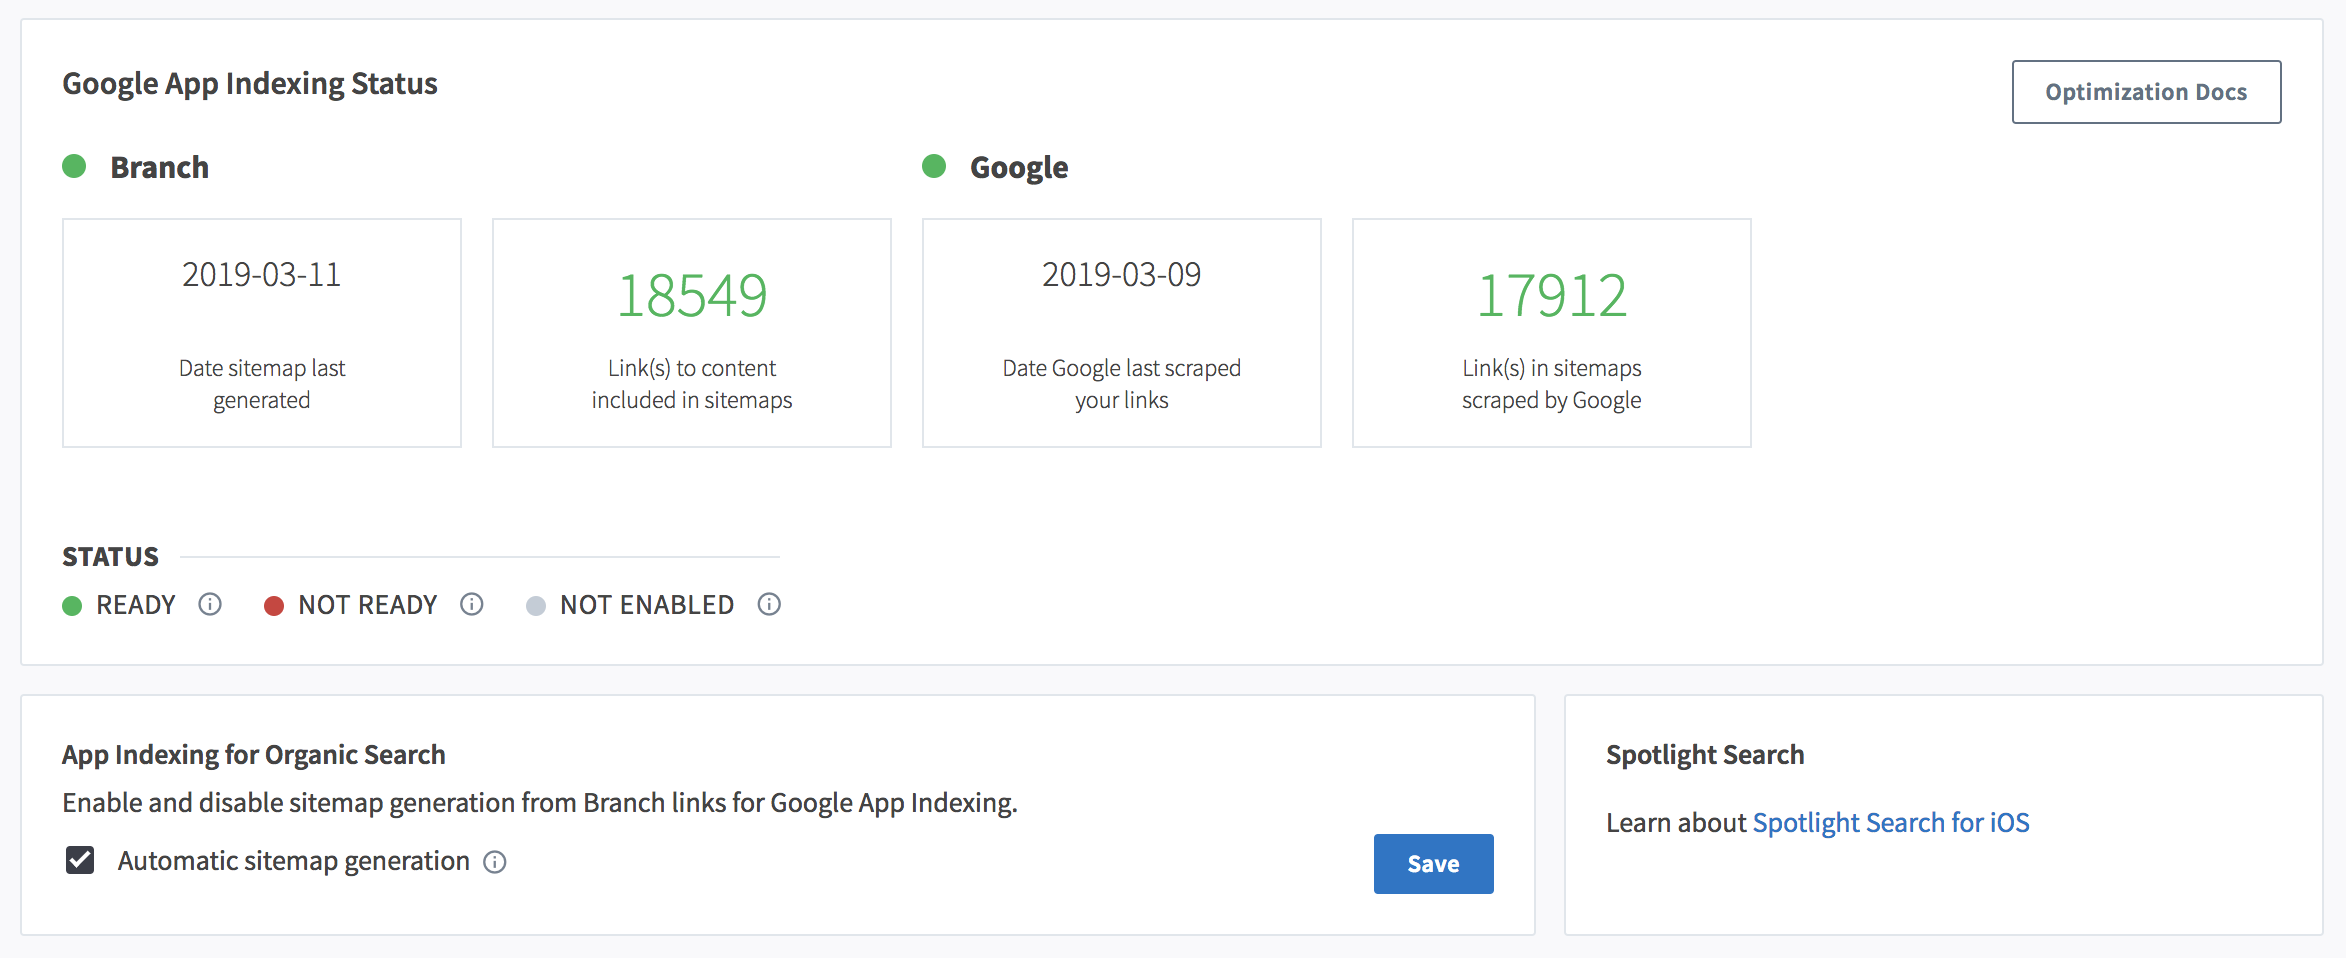 Google App Indexing Status
Optimization Docs
Branch
Google
2019-03-11
Date sitemap last
generated
18549
Link(s) to content
included in sitemaps
2019-03-09
Date Google last scraped
your links
17912
Link(s) in sitemaps
scraped by Google
STATUS
READY
NOT READY
NOT ENABLED
App Indexing for Organic Search
Enable and disable sitemap generation from Branch links for Google App Indexing.
Automatic sitemap generation
Save
Spotlight Search
Learn about Spotlight Search for iOS